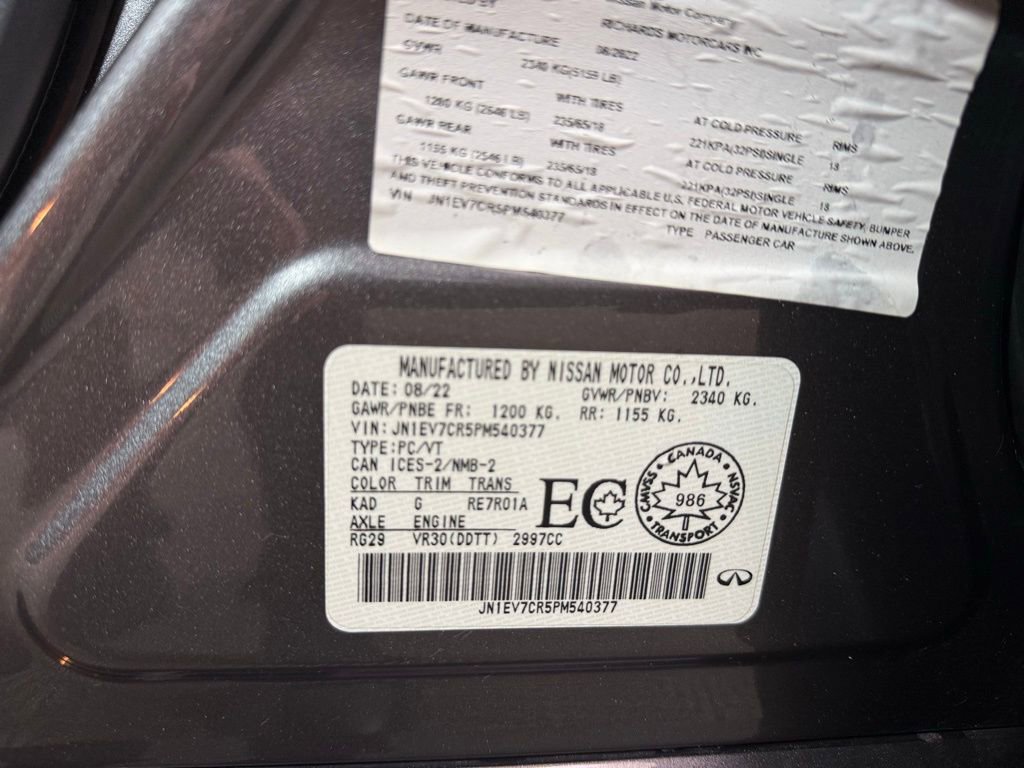 Nissan Motor Company
BY RICHARDS MOTORCARS INC
DATE OF MANUFACTURE 08/2022
GVWR 2340 KG(5159 LB)
GAWR FRONT WITH TIRES AT COLD PRESSURE RIMS
1200 KG (2646 LB) 235/65/18 221KPA(32PSI)SINGLE 18
GAWR REAR WITH TIRES AT COLD PRESSURE RIMS
1155 KG (2546 LB) 235/65/18 221KPA(32PSI)SINGLE 18
THIS VEHICLE CONFORMS TO ALL APPLICABLE U.S. FEDERAL MOTOR VEHICLE SAFETY, BUMPER
AND THEFT PREVENTION STANDARDS IN EFFECT ON THE DATE OF MANUFACTURE SHOWN ABOVE.
VIN JN1EV7CR5PM540377 TYPE PASSENGER CAR
MANUFACTURED BY NISSAN MOTOR CO.,LTD.
DATE: 08/22 GVWR/PNBV: 2340 KG.
GAWR/PNBE FR: 1200 KG. RR: 1155 KG.
VIN: JN1EV7CR5PM540377
TYPE:PC/VT
CAN ICES-2/NMB-2
COLOR TRIM TRANS
KAD G RE7R01A
AXLE ENGINE
RG29 VR30(DDTT) 2997CC
EC
CANADA
CMVSS 986 NSVAC
TRANSPORT
JN1EV7CR5PM540377